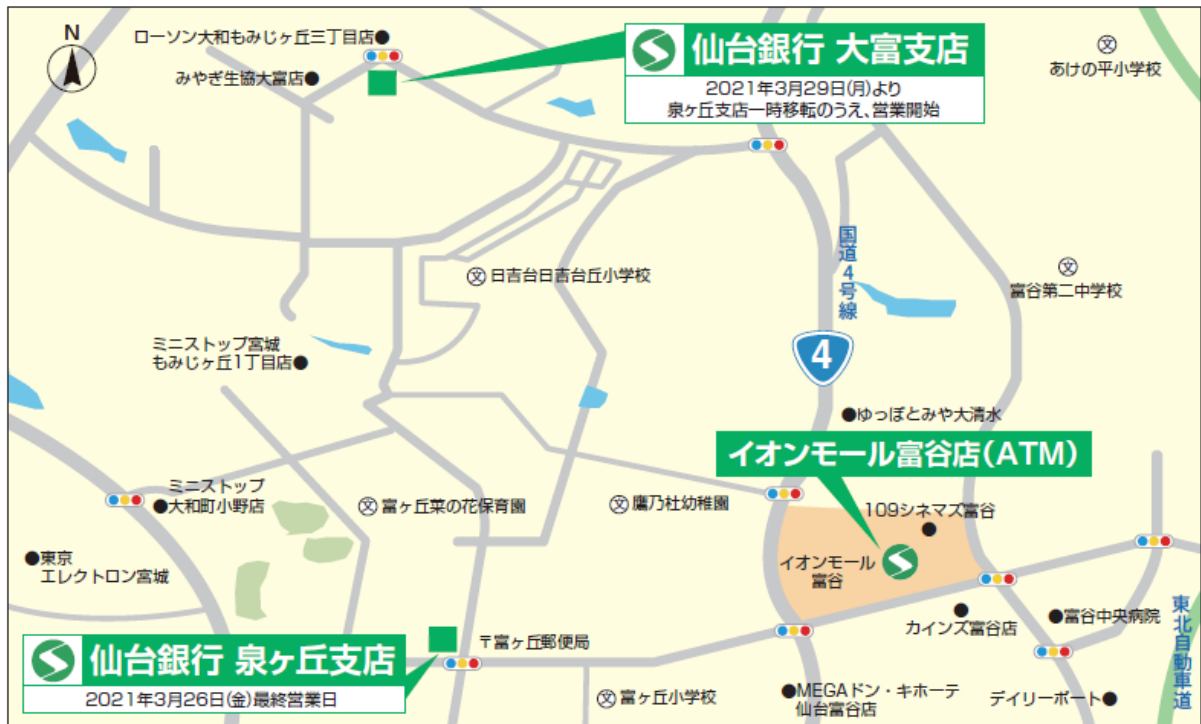 N
ローソン大和もみじヶ丘三丁目店●
みやぎ生協大富店●
仙台銀行 大富支店
2021年3月29日(月)より
泉ヶ丘支店一時移転のうえ、営業開始
文
あけの平小学校
国道4号線
文
富谷第二中学校
文 日吉台日吉台丘小学校
ミニストップ宮城
もみじヶ丘1丁目店●
4
●ゆっぽとみや大清水
イオンモール富谷店(ATM)
ミニストップ
●大和町小野店
文 富ヶ丘菜の花保育園
文 鷹乃杜幼稚園
109シネマズ富谷
●東京
エレクトロン宮城
イオンモール
富谷
カインズ富谷店
●富谷中央病院
東北自動車道
仙台銀行 泉ヶ丘支店
2021年3月26日(金)最終営業日
〒富ヶ丘郵便局
文 富ヶ丘小学校
●MEGAドン・キホーテ
仙台富谷店
デイリーポート●